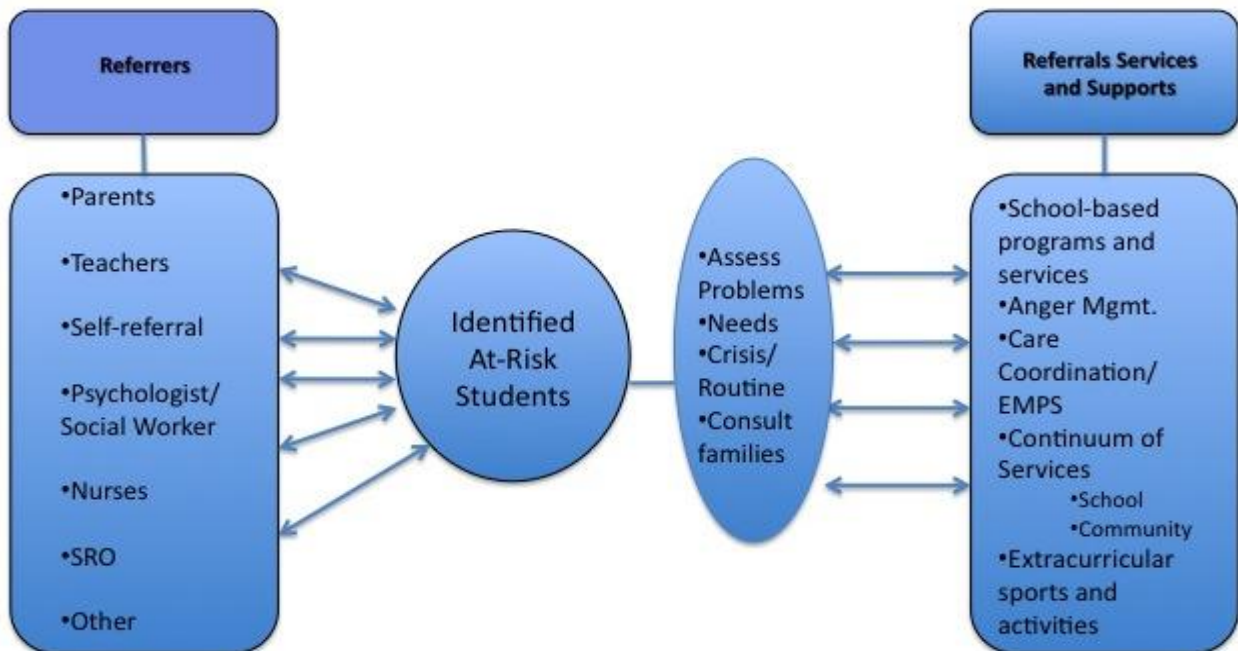 Referrers
•Parents
•Teachers
•Self-referral
•Psychologist/
Social Worker
•Nurses
•SRO
•Other
Identified
At-Risk
Students
•Assess
Problems
•Needs
•Crisis/
Routine
•Consult
families
Referrals Services
and Supports
•School-based
programs and
services
•Anger Mgmt.
•Care
Coordination/
EMPS
•Continuum of
Services
•School
•Community
•Extracurricular
sports and
activities